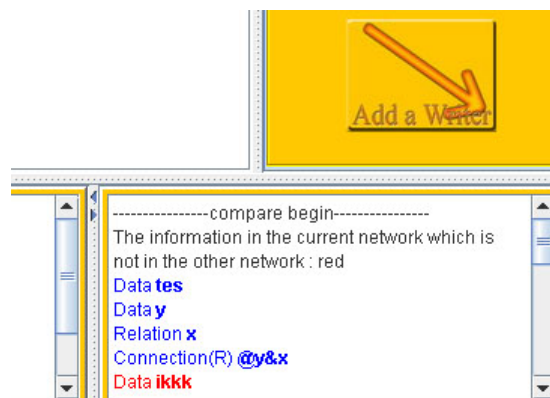 Add a Writer
----------------compare begin----------------
The information in the current network which is
not in the other network : red
Data tes
Data y
Relation x
Connection(R) @y&x
Data ikkk